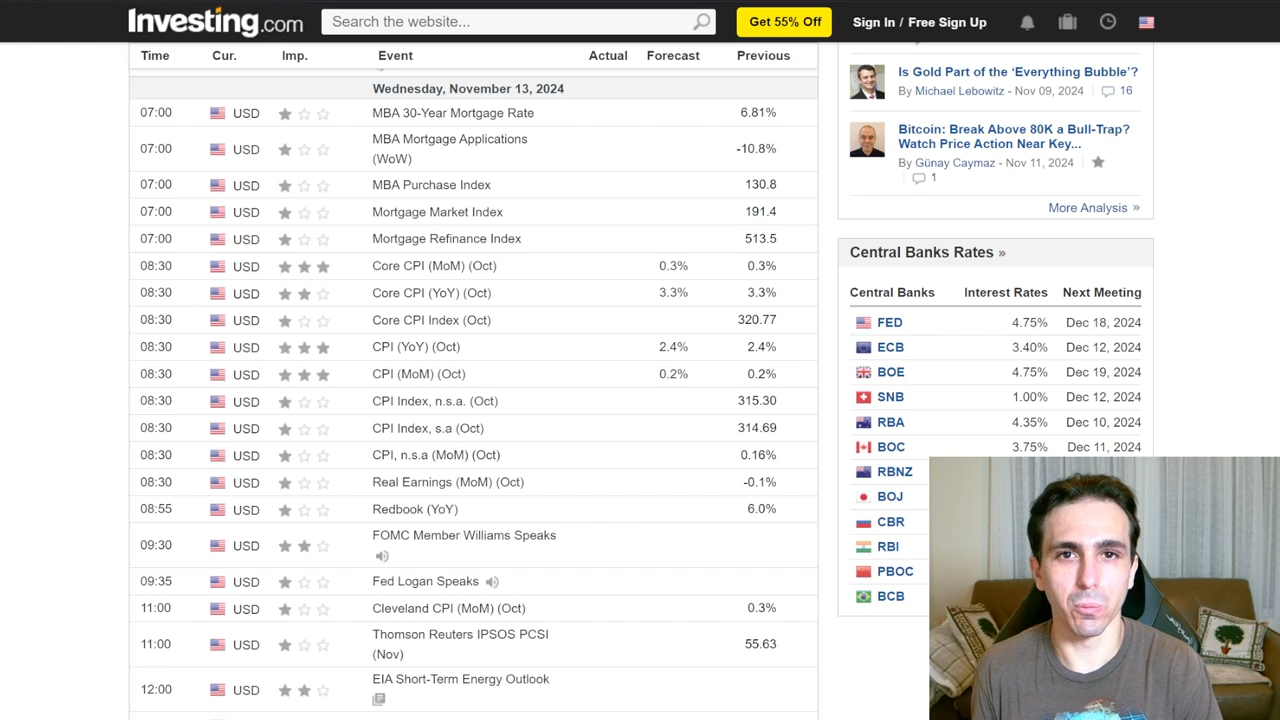 Investing.com Search the website... Get 55% Off Sign In / Free Sign Up
Time Cur. Imp. Event Actual Forecast Previous
Wednesday, November 13, 2024
07:00 USD MBA 30-Year Mortgage Rate 6.81%
07:00 USD MBA Mortgage Applications (WoW) -10.8%
07:00 USD MBA Purchase Index 130.8
07:00 USD Mortgage Market Index 191.4
07:00 USD Mortgage Refinance Index 513.5
08:30 USD Core CPI (MoM) (Oct) 0.3% 0.3%
08:30 USD Core CPI (YoY) (Oct) 3.3% 3.3%
08:30 USD Core CPI Index (Oct) 320.77
08:30 USD CPI (YoY) (Oct) 2.4% 2.4%
08:30 USD CPI (MoM) (Oct) 0.2% 0.2%
08:30 USD CPI Index, n.s.a. (Oct) 315.30
08:30 USD CPI Index, s.a (Oct) 314.69
08:30 USD CPI, n.s.a (MoM) (Oct) 0.16%
08:30 USD Real Earnings (MoM) (Oct) -0.1%
08:55 USD Redbook (YoY) 6.0%
09:30 USD FOMC Member Williams Speaks
09:35 USD Fed Logan Speaks
11:00 USD Cleveland CPI (MoM) (Oct) 0.3%
11:00 USD Thomson Reuters IPSOS PCSI (Nov) 55.63
12:00 USD EIA Short-Term Energy Outlook
Is Gold Part of the ‘Everything Bubble’?
By Michael Lebowitz - Nov 09, 2024 16
Bitcoin: Break Above 80K a Bull-Trap?
Watch Price Action Near Key...
By Günay Caymaz - Nov 11, 2024
1
More Analysis »
Central Banks Rates »
Central Banks Interest Rates Next Meeting
FED 4.75% Dec 18, 2024
ECB 3.40% Dec 12, 2024
BOE 4.75% Dec 19, 2024
SNB 1.00% Dec 12, 2024
RBA 4.35% Dec 10, 2024
BOC 3.75% Dec 11, 2024
RBNZ
BOJ
CBR
RBI
PBOC
BCB